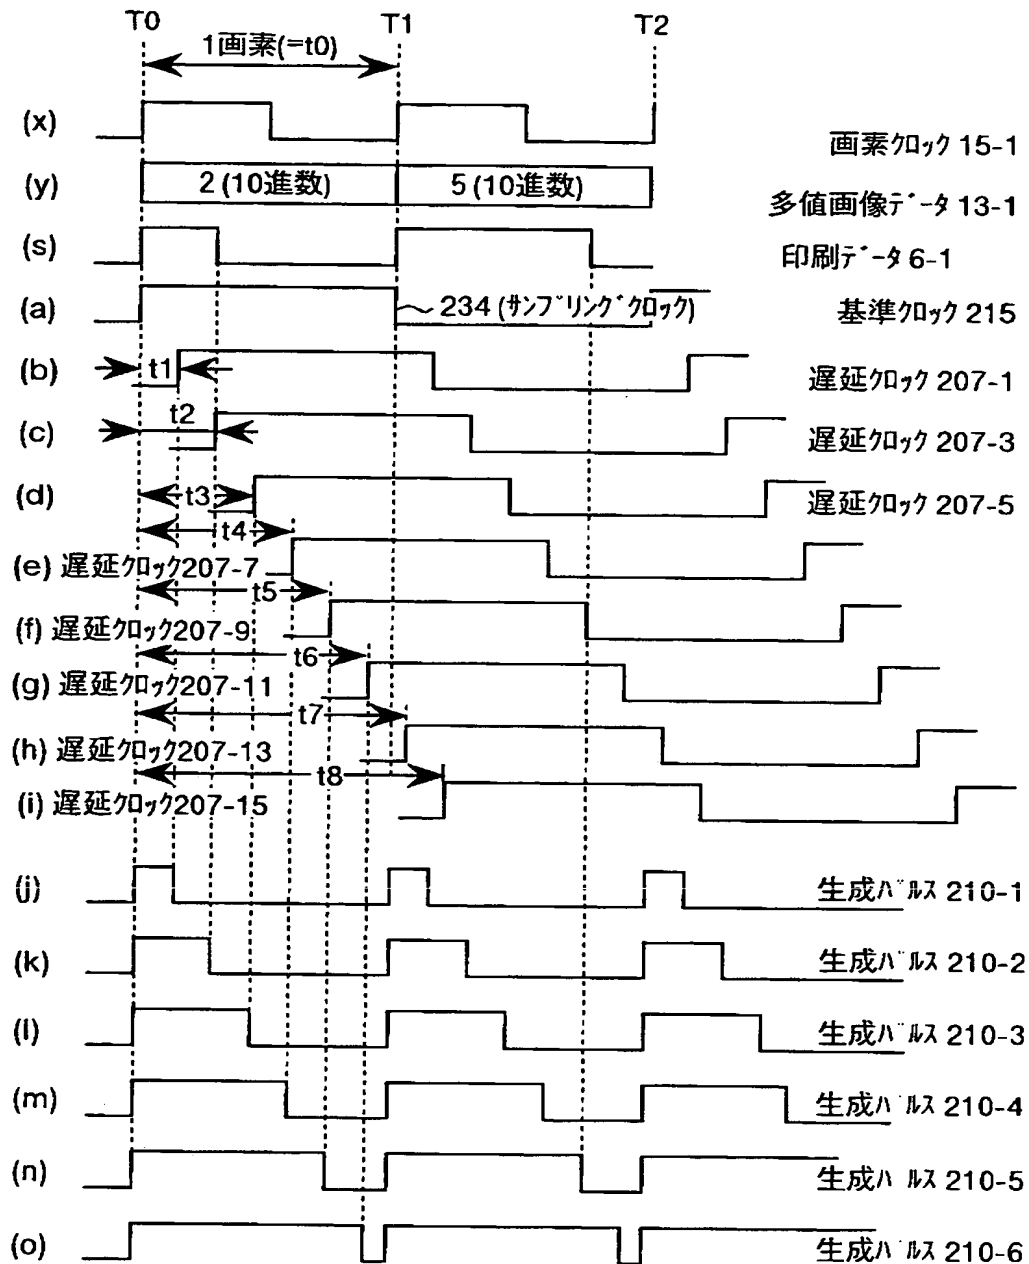 T0 T1 T2
1画素(=t0)
(x) 画素クロック 15-1
(y) 2 (10進数) 5 (10進数) 多値画像データ 13-1
(s) 印刷データ 6-1
(a) 234 (サンプリングクロック) 基準クロック 215
(b) t1 遅延クロック 207-1
(c) t2 遅延クロック 207-3
(d) t3 遅延クロック 207-5
t4
(e) 遅延クロック207-7
t5
(f) 遅延クロック207-9
t6
(g) 遅延クロック207-11
t7
(h) 遅延クロック207-13
t8
(i) 遅延クロック207-15
(j) 生成パルス 210-1
(k) 生成パルス 210-2
(l) 生成パルス 210-3
(m) 生成パルス 210-4
(n) 生成パルス 210-5
(o) 生成パルス 210-6